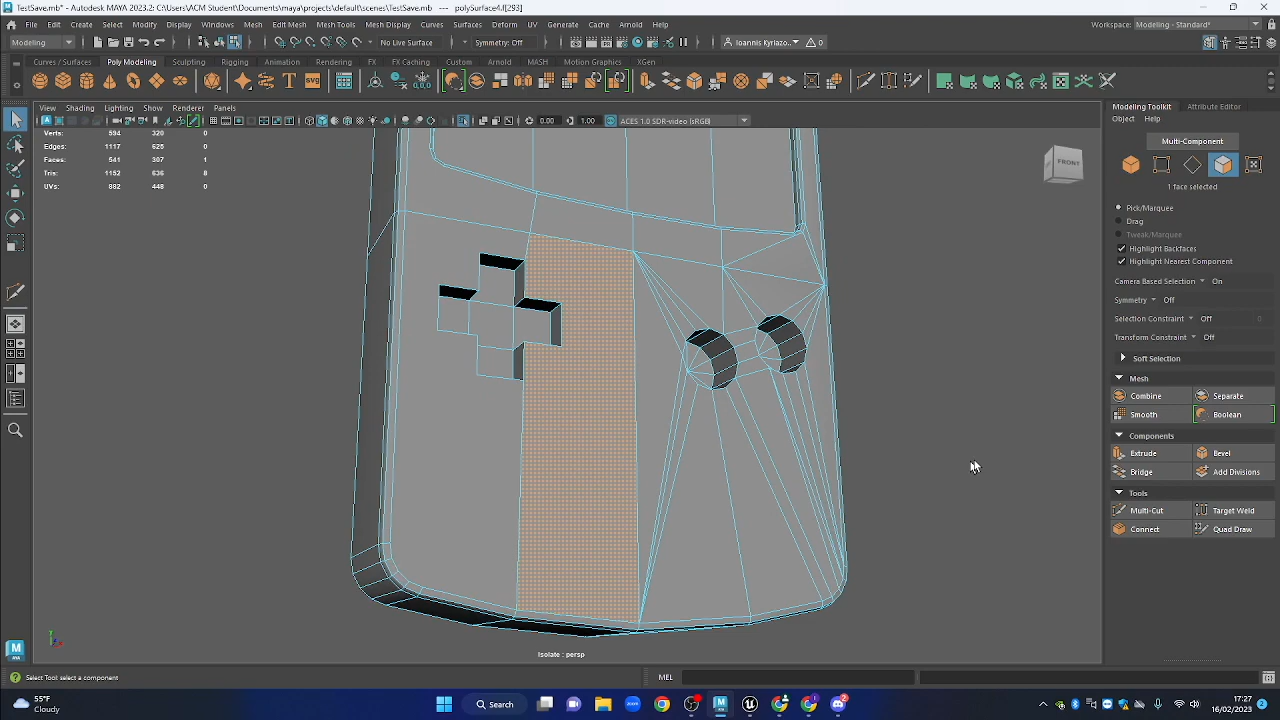 TestSave.mb* - Autodesk MAYA 2023.2: C:\Users\ACM Student\Documents\maya\projects\default\scenes\TestSave.mb --- polySurface4.f[293]
File Edit Create Select Modify Display Windows Mesh Edit Mesh Mesh Tools Mesh Display Curves Surfaces Deform UV Generate Cache Arnold Help
Workspace: Modeling - Standard*
Modeling No Live Surface Symmetry: Off Ioannis Kyriazo... 0
Curves / Surfaces Poly Modeling Sculpting Rigging Animation Rendering FX FX Caching Custom Arnold MASH Motion Graphics XGen
SVG
View Shading Lighting Show Renderer Panels
0.00 1.00 ACES 1.0 SDR-video (sRGB)
Verts: 594 320 0
Edges: 1117 625 0
Faces: 541 307 1
Tris: 1152 636 8
UVs: 882 448 0
FRONT
Isolate : persp
Modeling Toolkit Attribute Editor
Object Help
Multi-Component
1 face selected
Pick/Marquee
Drag
Tweak/Marquee
Highlight Backfaces
Highlight Nearest Component
Camera Based Selection On
Symmetry Off
Selection Constraint Off 0
Transform Constraint Off
Soft Selection
Mesh
Combine Separate
Smooth Boolean
Components
Extrude Bevel
Bridge Add Divisions
Tools
Multi-Cut Target Weld
Connect Quad Draw
Select Tool: select a component
MEL
55°F
Cloudy
Search
zoom
2
17:27
16/02/2023
2